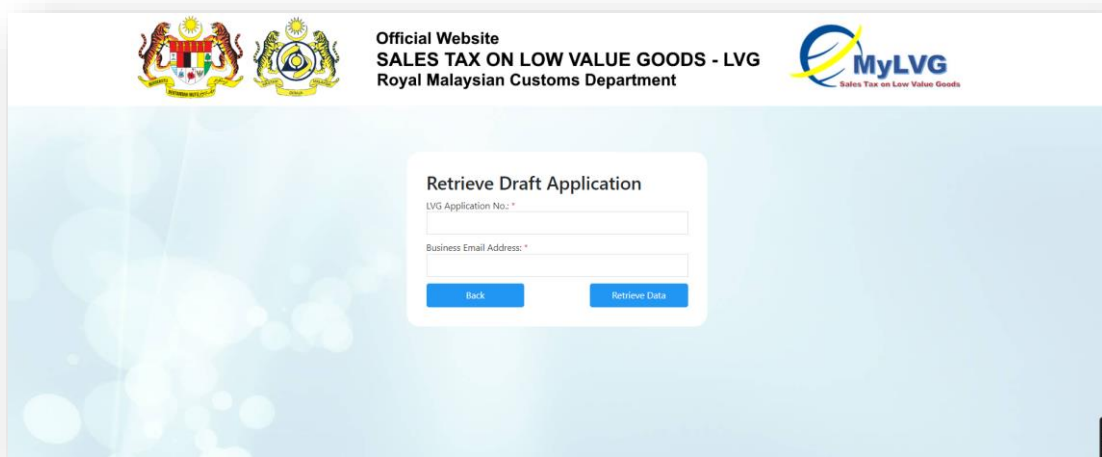 Official Website
SALES TAX ON LOW VALUE GOODS - LVG
Royal Malaysian Customs Department
MyLVG
Sales Tax on Low Value Goods
Retrieve Draft Application
LVG Application No.: *
Business Email Address: *
Back
Retrieve Data